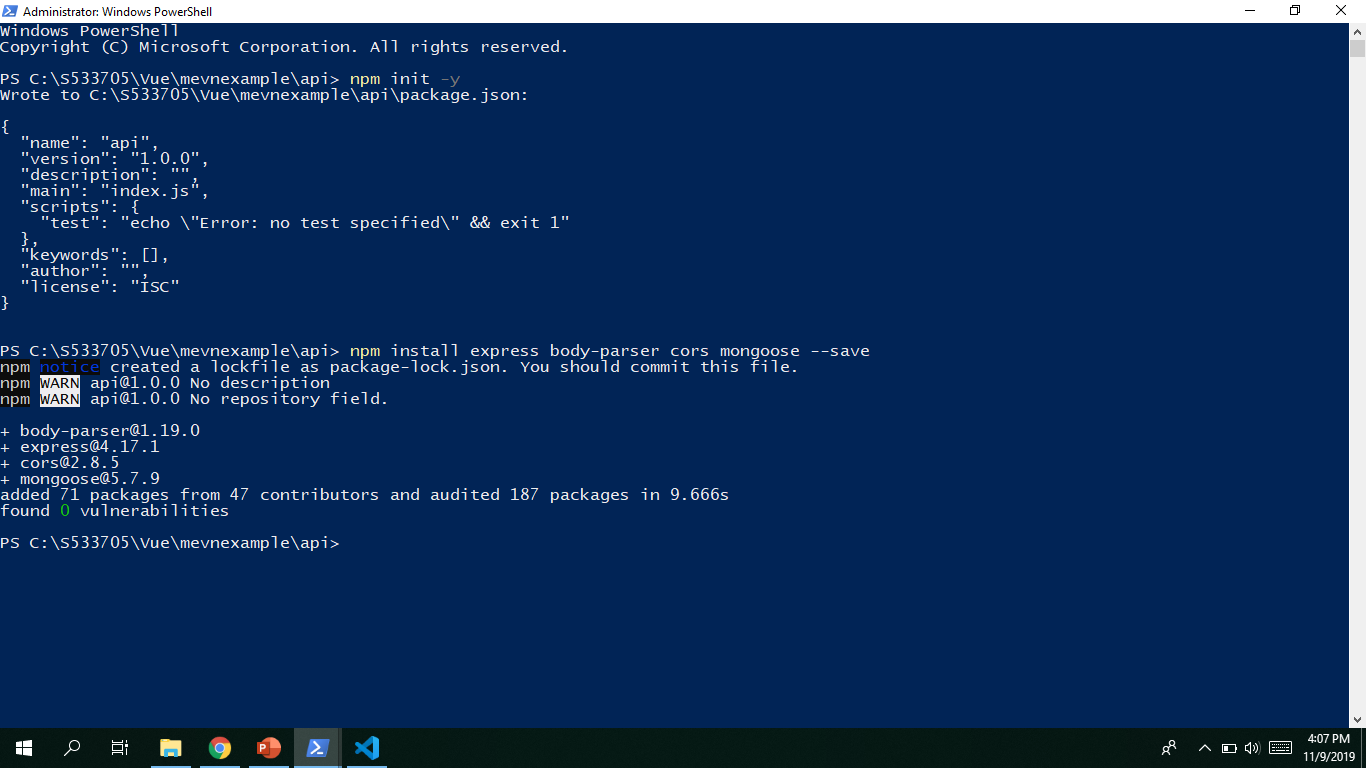 Administrator: Windows PowerShell
Windows PowerShell
Copyright (C) Microsoft Corporation. All rights reserved.
PS C:\S533705\Vue\mevnexample\api> npm init -y
Wrote to C:\S533705\Vue\mevnexample\api\package.json:
{
  "name": "api",
  "version": "1.0.0",
  "description": "",
  "main": "index.js",
  "scripts": {
    "test": "echo \"Error: no test specified\" && exit 1"
  },
  "keywords": [],
  "author": "",
  "license": "ISC"
}
PS C:\S533705\Vue\mevnexample\api> npm install express body-parser cors mongoose --save
npm notice created a lockfile as package-lock.json. You should commit this file.
npm WARN api@1.0.0 No description
npm WARN api@1.0.0 No repository field.
+ body-parser@1.19.0
+ express@4.17.1
+ cors@2.8.5
+ mongoose@5.7.9
added 71 packages from 47 contributors and audited 187 packages in 9.666s
found 0 vulnerabilities
PS C:\S533705\Vue\mevnexample\api>
4:07 PM
11/9/2019